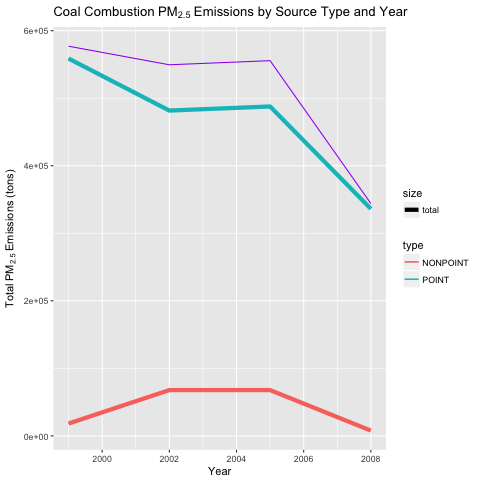 Coal Combustion PM2.5 Emissions by Source Type and Year
Total PM2.5 Emissions (tons)
6e+05
4e+05
2e+05
0e+00
2000 2002 2004 2006 2008
Year
size
total
type
NONPOINT
POINT